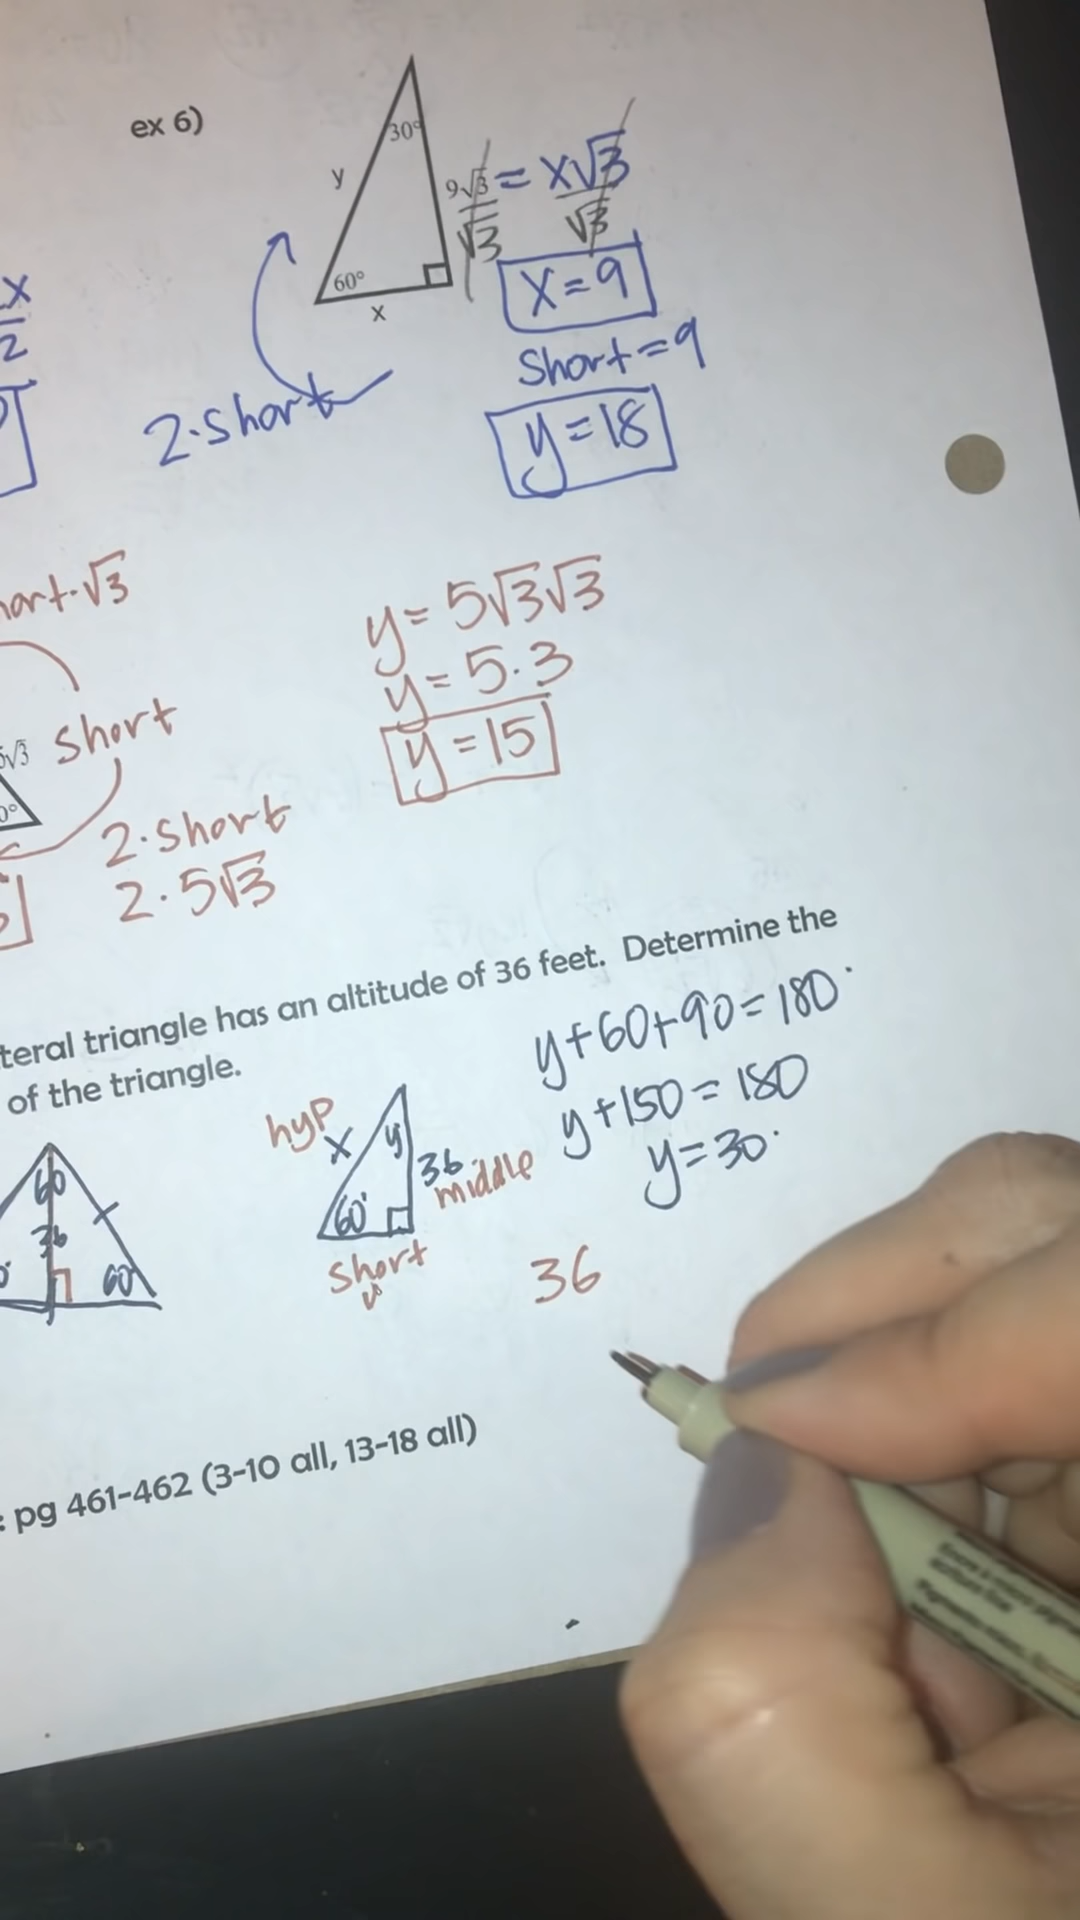 ex 6)
30°
y
9√3 = x√3
√3 √3
60°
x
x = 9
Short = 9
2·Short
y = 18
x
2
·√3
y = 5√3√3
y = 5·3
y = 15
√3 Short
2·Short
2·5√3
teral triangle has an altitude of 36 feet. Determine the
of the triangle.
y+60+90=180°
y+150=180
y=30°
hyp
x
y
36
middle
60°
Short
60
36
60
36
: pg 461-462 (3-10 all, 13-18 all)